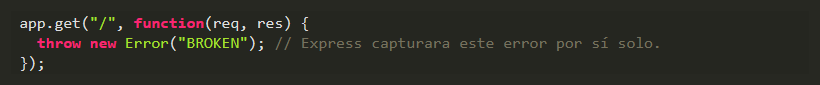 app.get("/", function(req, res) {
  throw new Error("BROKEN"); // Express capturara este error por sí solo.
});